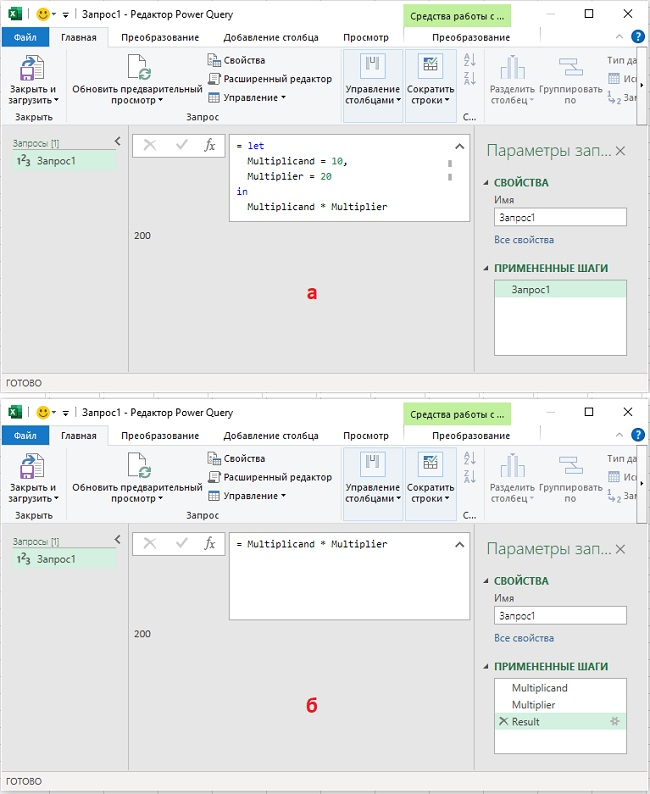 Запрос1 - Редактор Power Query
Средства работы с ...
Файл Главная Преобразование Добавление столбца Просмотр Преобразование
Закрыть и загрузить
Обновить предварительный просмотр
Свойства
Расширенный редактор
Управление
Управление столбцами
Сократить строки
Разделить столбец
Группировать по
Тип да
Ис
За
Закрыть
Запрос
С...
Запросы [1]
Запрос1
fx
= let
Multiplicand = 10,
Multiplier = 20
in
Multiplicand * Multiplier
200
а
Параметры зап...
СВОЙСТВА
Имя
Запрос1
Все свойства
ПРИМЕНЕННЫЕ ШАГИ
Запрос1
ГОТОВО
Запрос1 - Редактор Power Query
Средства работы с ...
Файл Главная Преобразование Добавление столбца Просмотр Преобразование
Закрыть и загрузить
Обновить предварительный просмотр
Свойства
Расширенный редактор
Управление
Управление столбцами
Сократить строки
Разделить столбец
Группировать по
Тип да
Ис
За
Закрыть
Запрос
С...
Запросы [1]
Запрос1
fx
= Multiplicand * Multiplier
200
б
Параметры зап...
СВОЙСТВА
Имя
Запрос1
Все свойства
ПРИМЕНЕННЫЕ ШАГИ
Multiplicand
Multiplier
Result
ГОТОВО